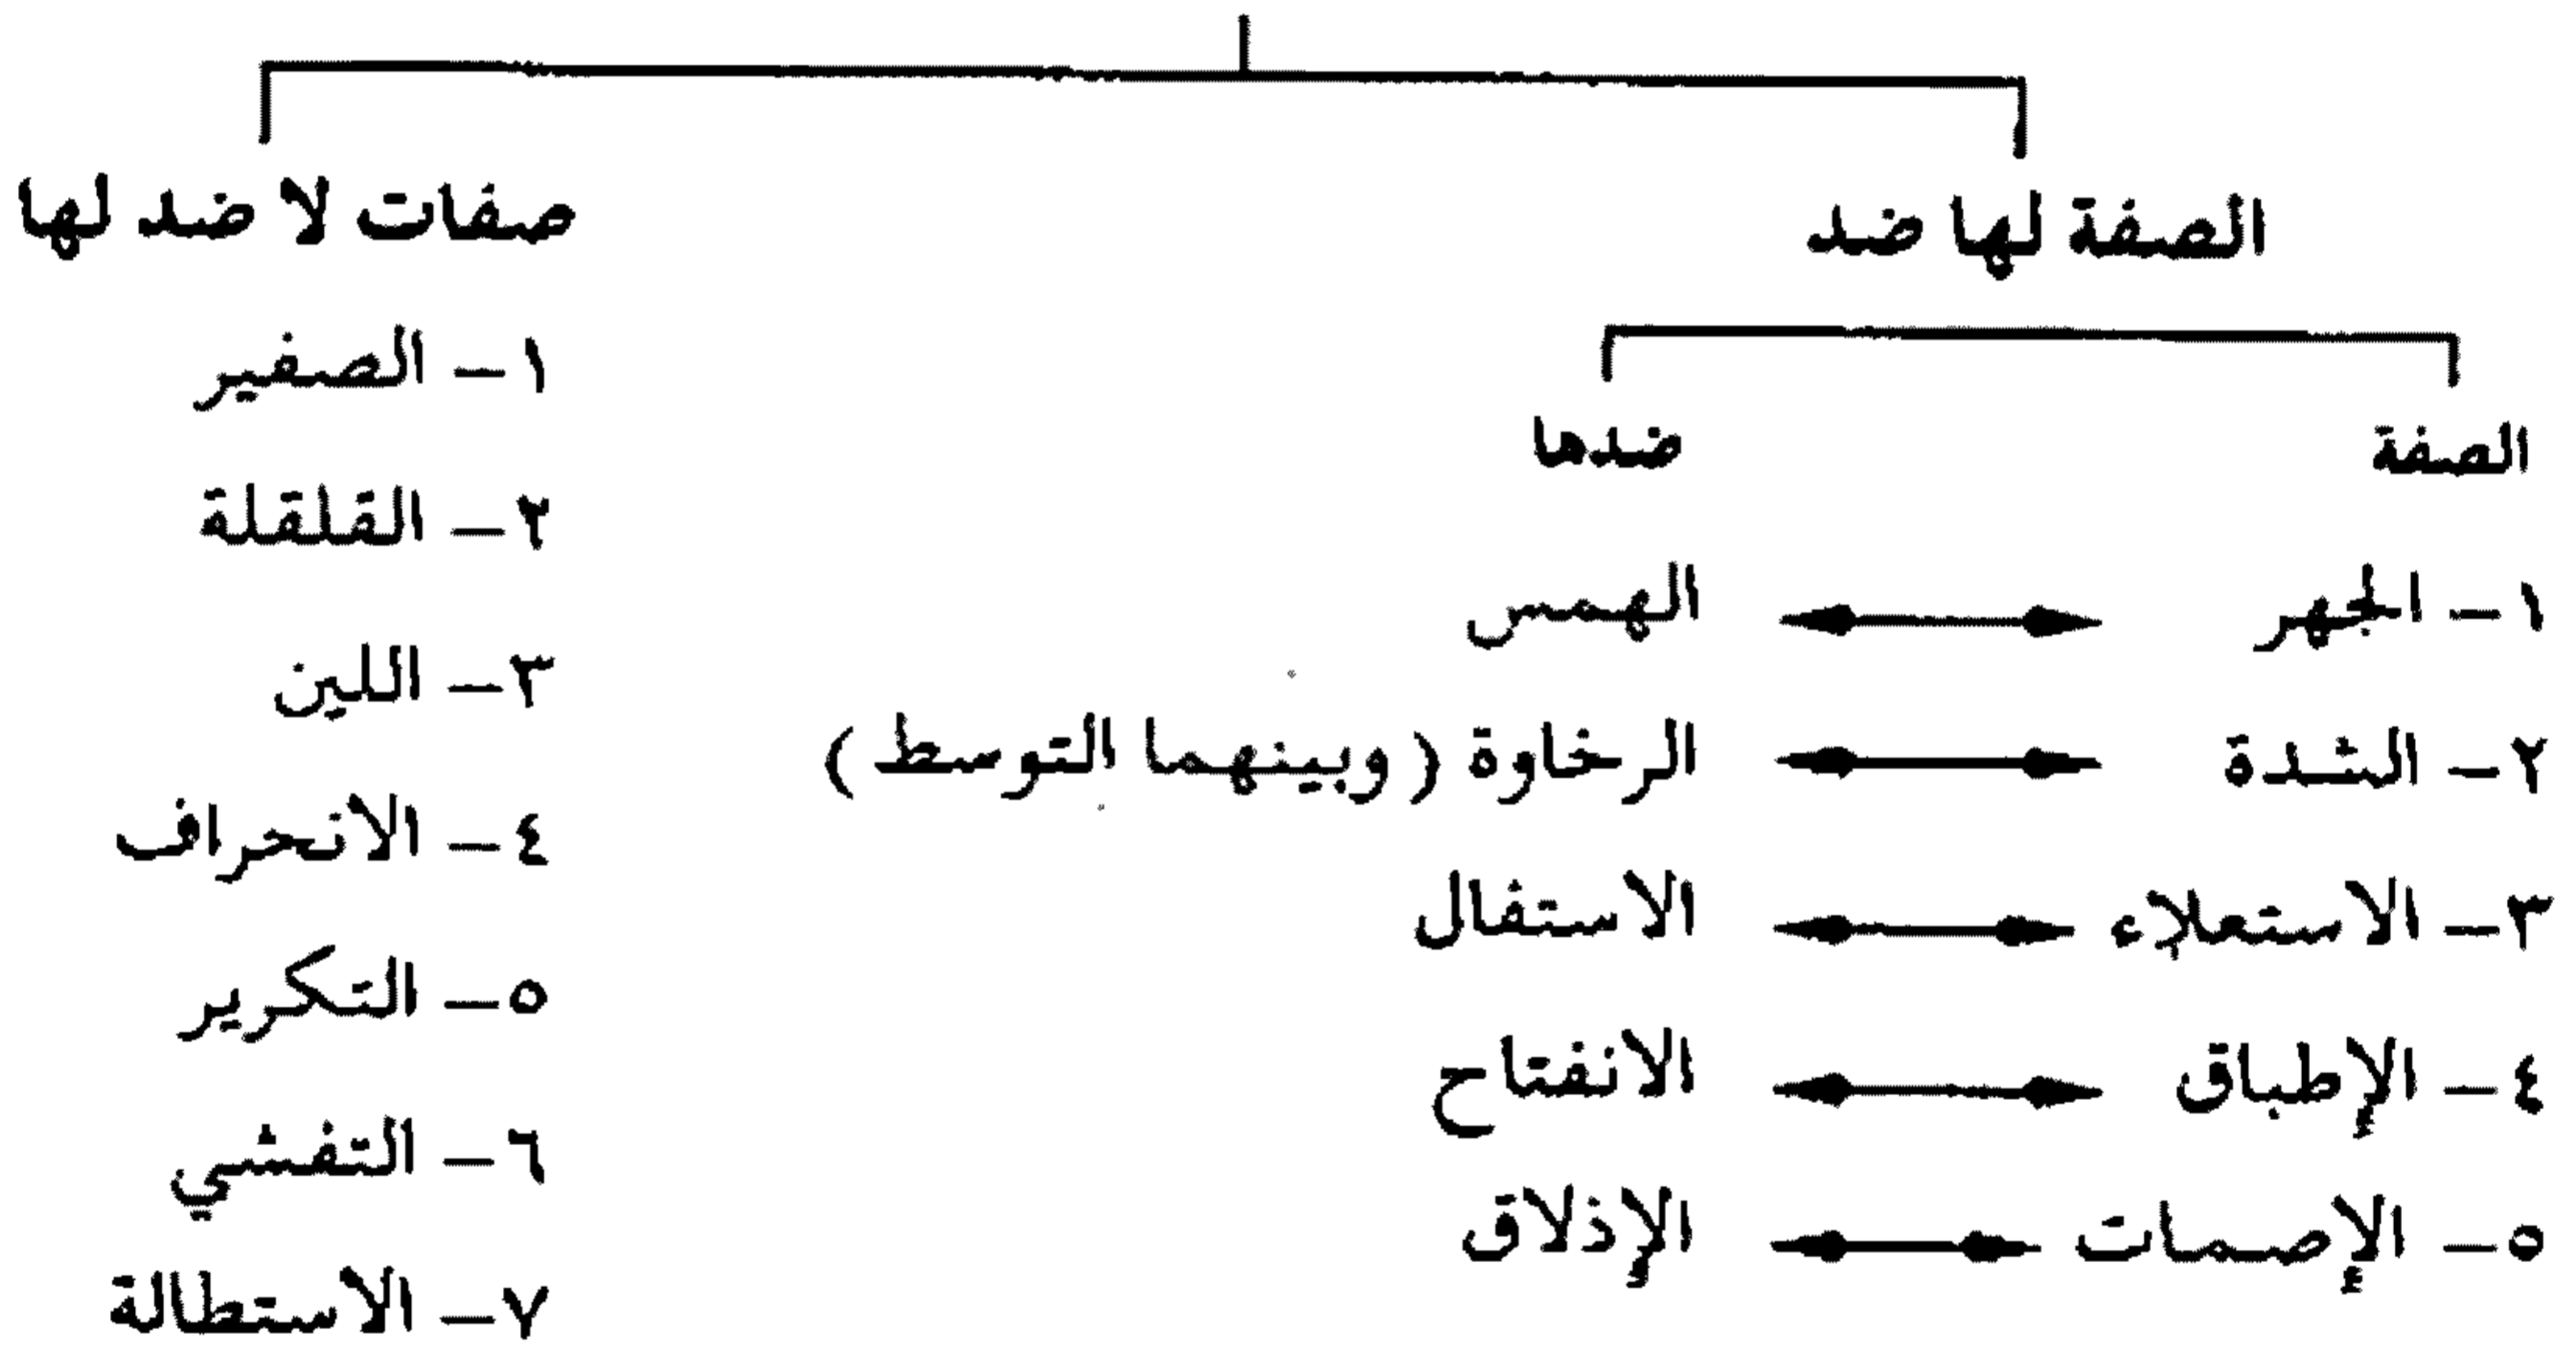 الصفة لها ضد
الصفة
ضدها
١- الجهر
الهمس
٢- الشدة
الرخاوة ( وبينهما التوسط )
٣- الاستعلاء
الاستفال
٤- الإطباق
الانفتاح
٥- الإصمات
الإذلاق
صفات لا ضد لها
١- الصفير
٢- القلقلة
٣- اللين
٤- الانحراف
٥- التكرير
٦- التفشي
٧- الاستطالة